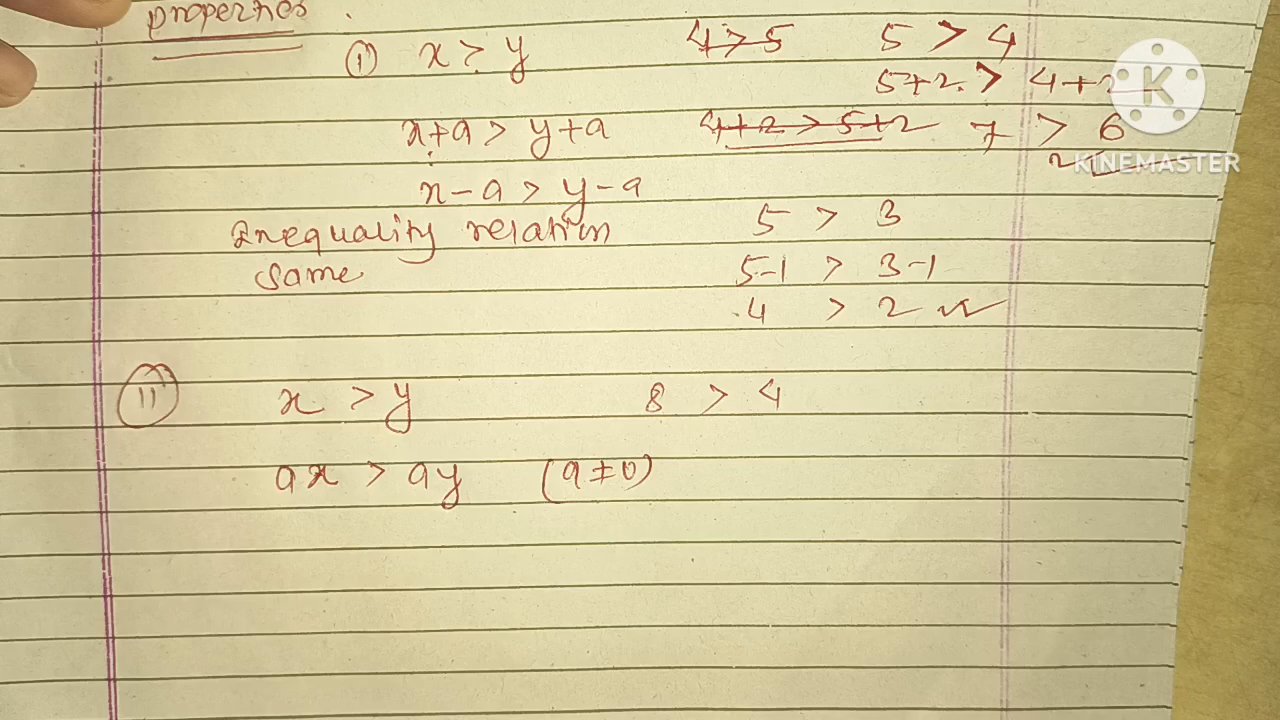 properties .
(i) x > y 4>5 5 > 4
5+2 > 4+2
x+a > y+a 4+2 > 5+2 7 > 6
x-a > y-a
Inequality relation 5 > 3
same 5-1 > 3-1
4 > 2
(ii) x > y 8 > 4
ax > ay (a≠0)
K
KINEMASTER